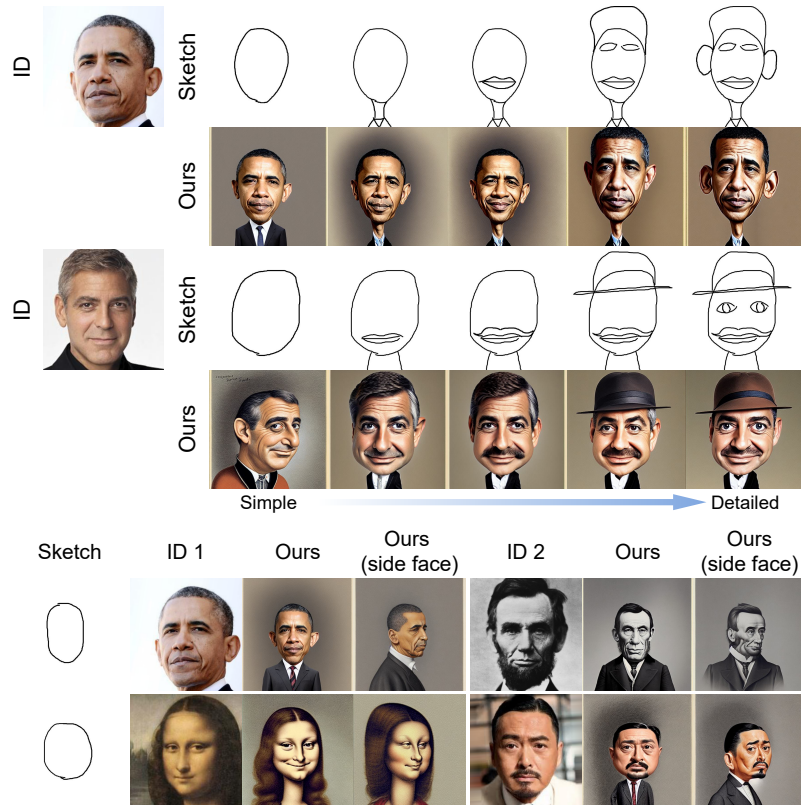 ID
Sketch
Ours
ID
Sketch
Ours
Simple
Detailed
Sketch
ID 1
Ours
Ours
(side face)
ID 2
Ours
Ours
(side face)